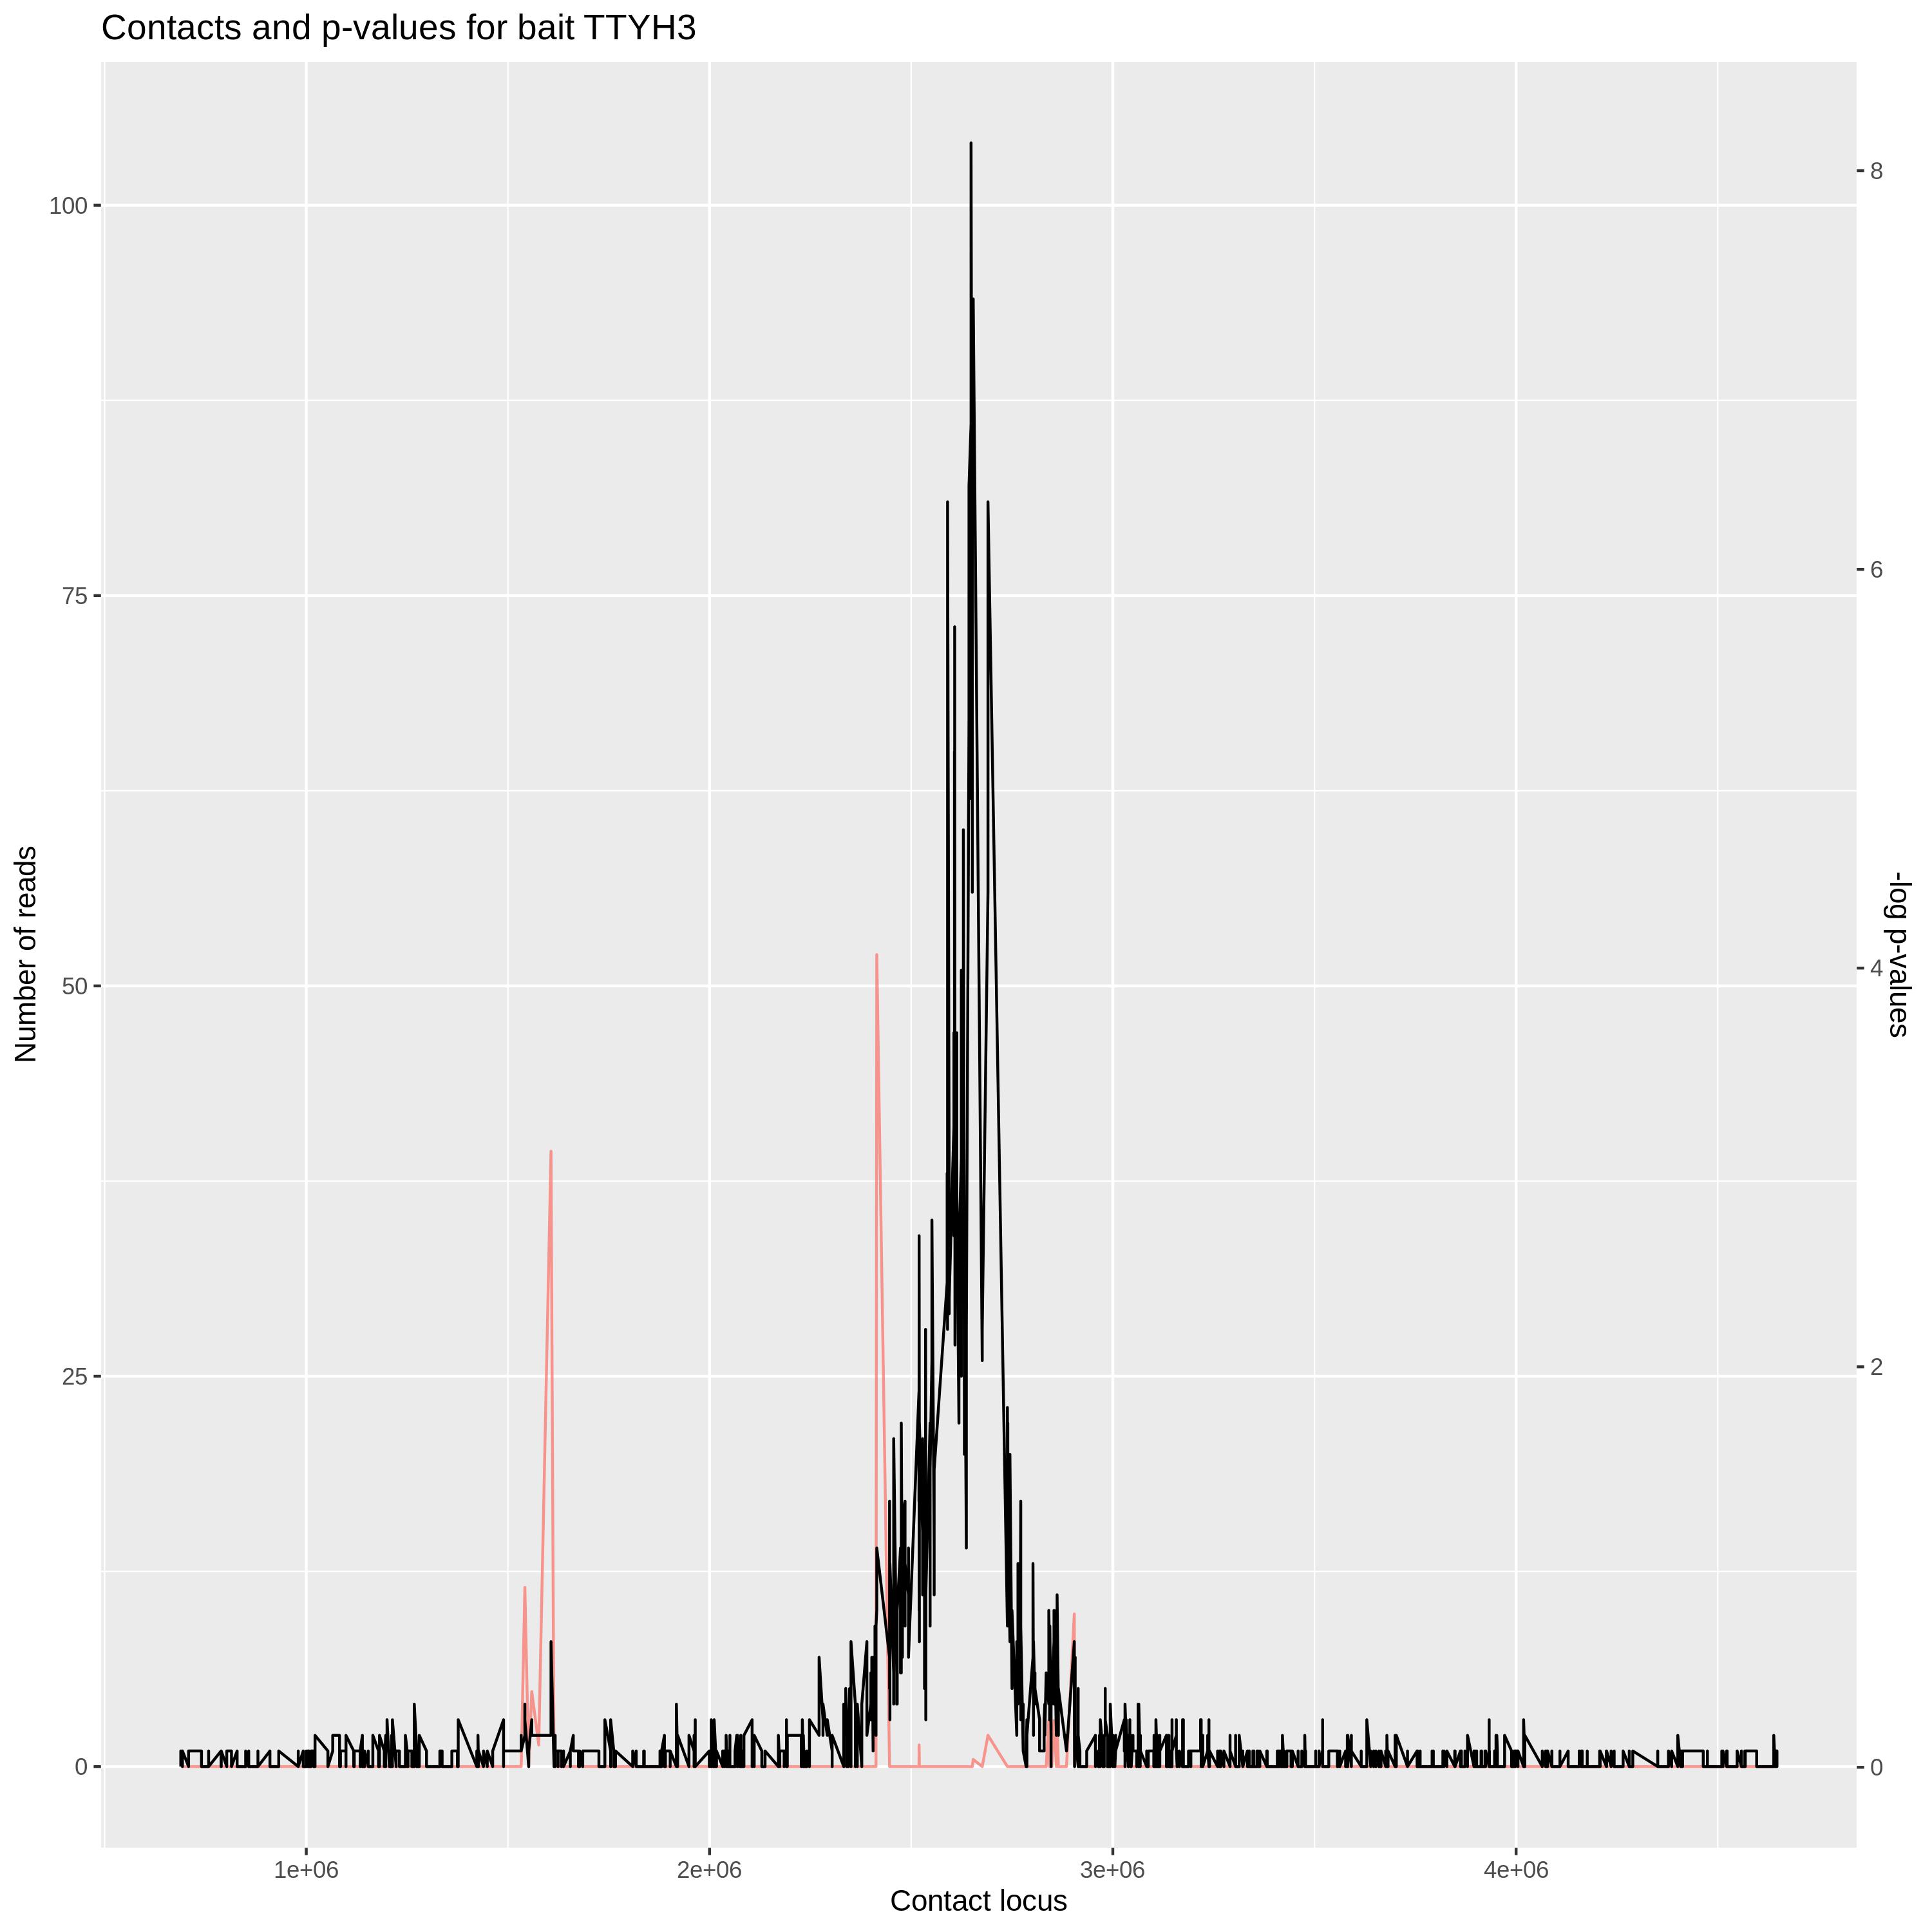 Contacts and p-values for bait TTYH3
100
75
50
25
0
Number of reads
8
6
4
2
0
-log p-values
1e+06
2e+06
3e+06
4e+06
Contact locus